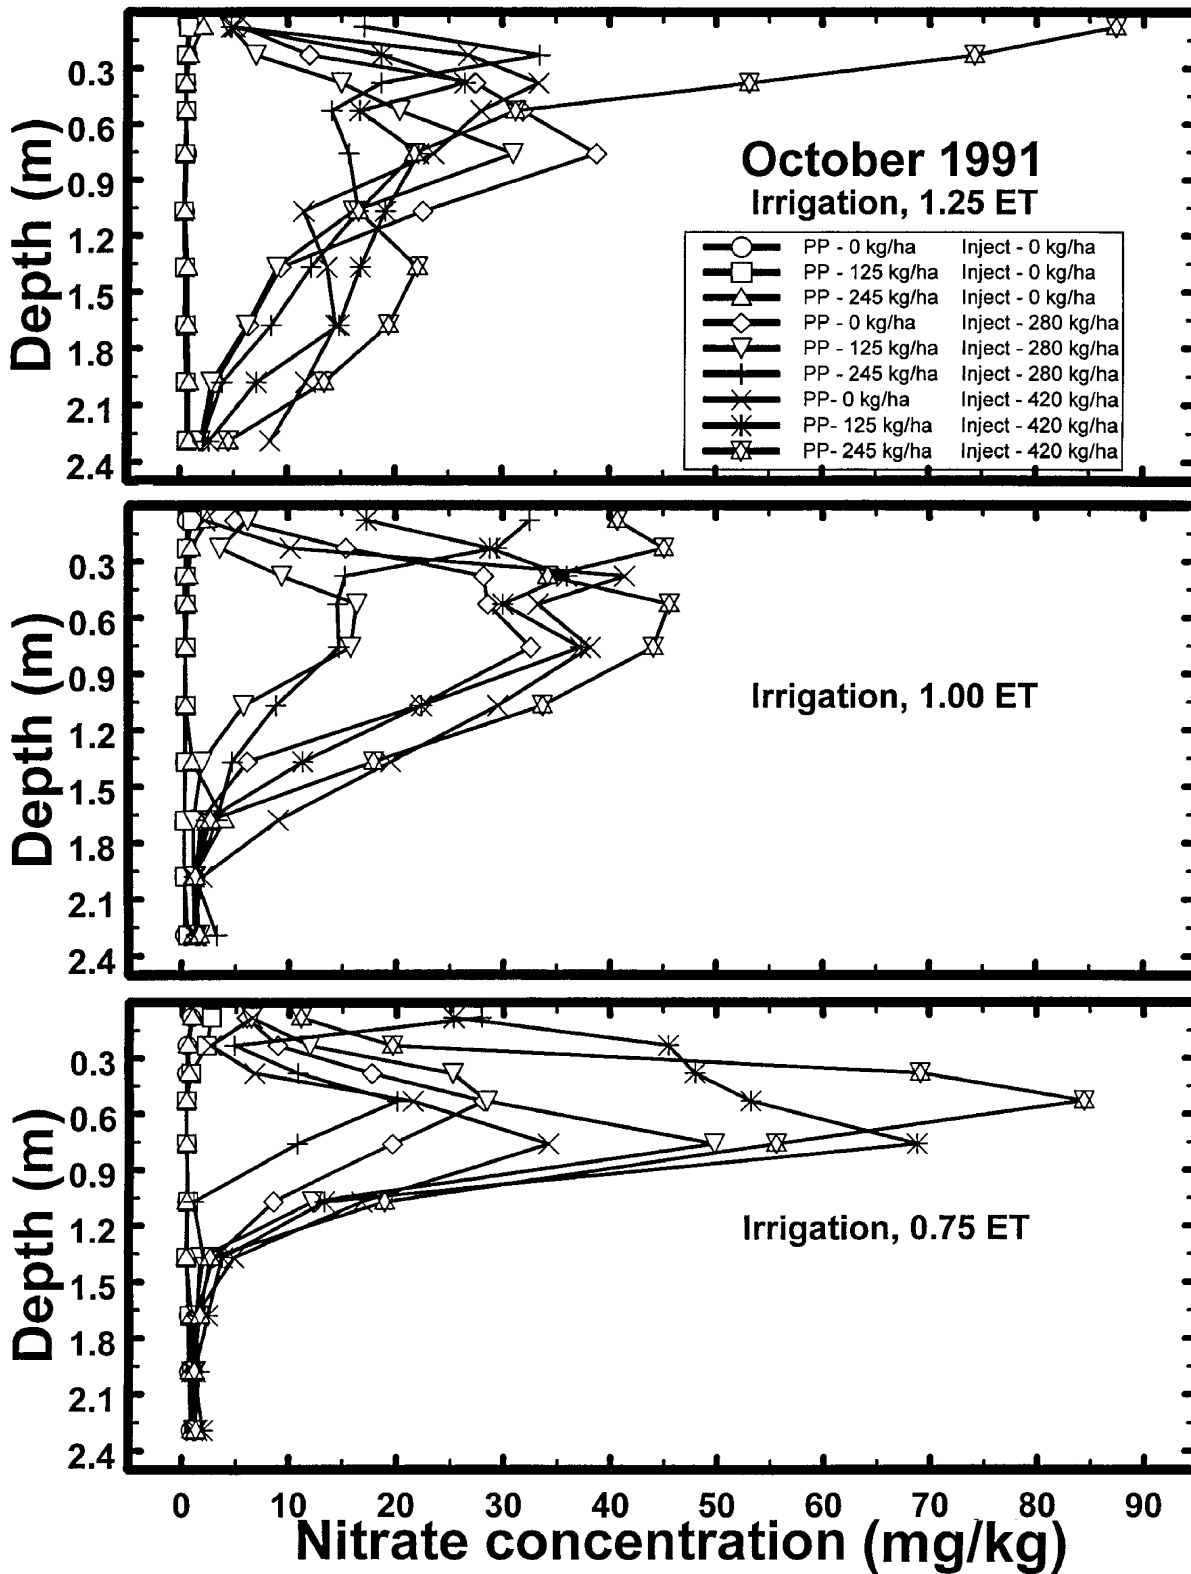 October 1991
Irrigation, 1.25 ET
PP - 0 kg/ha Inject - 0 kg/ha
PP - 125 kg/ha Inject - 0 kg/ha
PP - 245 kg/ha Inject - 0 kg/ha
PP - 0 kg/ha Inject - 280 kg/ha
PP - 125 kg/ha Inject - 280 kg/ha
PP - 245 kg/ha Inject - 280 kg/ha
PP- 0 kg/ha Inject - 420 kg/ha
PP- 125 kg/ha Inject - 420 kg/ha
PP- 245 kg/ha Inject - 420 kg/ha
Depth (m)
0.3
0.6
0.9
1.2
1.5
1.8
2.1
2.4
Irrigation, 1.00 ET
Depth (m)
0.3
0.6
0.9
1.2
1.5
1.8
2.1
2.4
Irrigation, 0.75 ET
Depth (m)
0.3
0.6
0.9
1.2
1.5
1.8
2.1
2.4
0 10 20 30 40 50 60 70 80 90
Nitrate concentration (mg/kg)